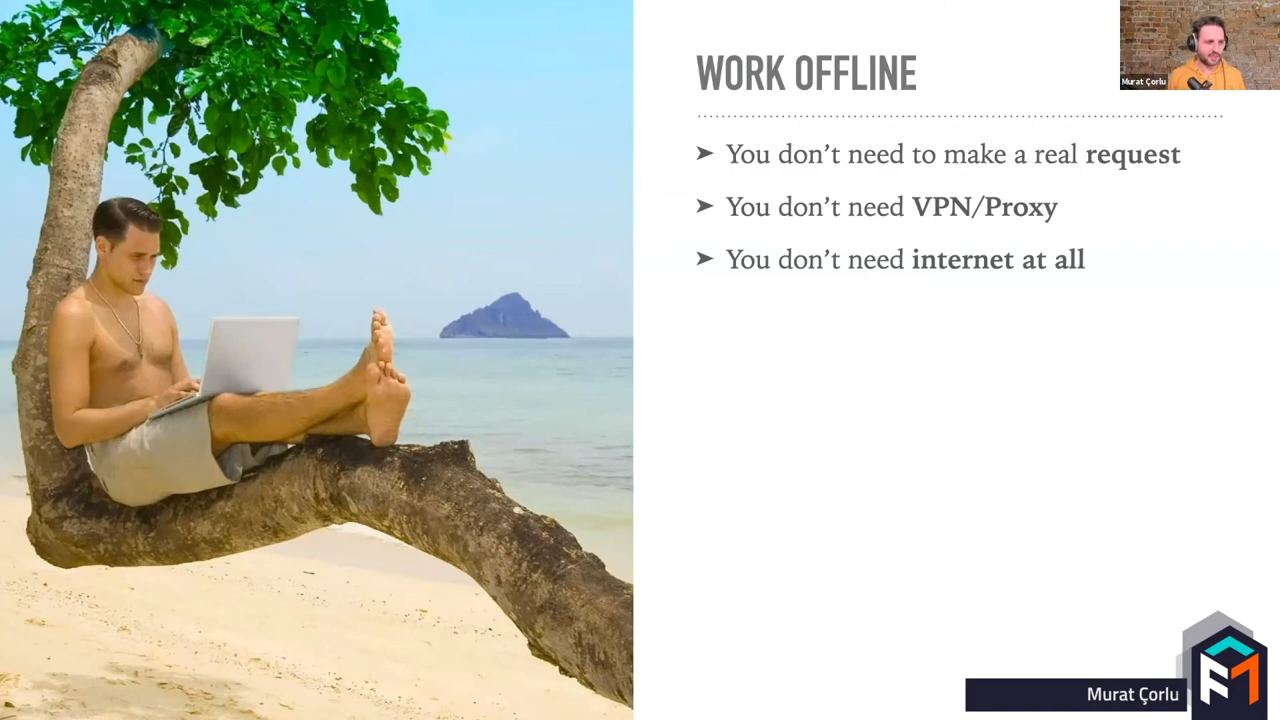 WORK OFFLINE
Murat Çorlu
➤ You don’t need to make a real request
➤ You don’t need VPN/Proxy
➤ You don’t need internet at all
Murat Çorlu